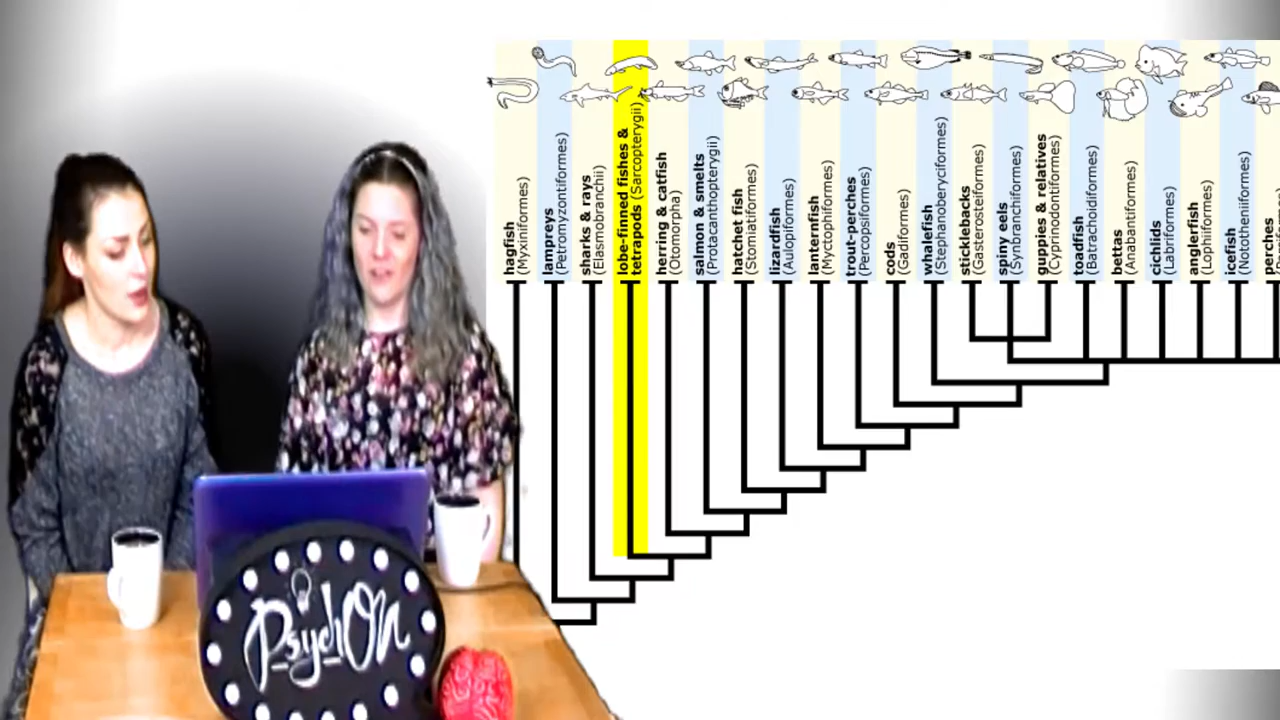 hagfish
(Myxiniformes)
lampreys
(Petromyzontiformes)
sharks & rays
(Elasmobranchii)
lobe-finned fishes &
tetrapods (Sarcopterygii)
herring & catfish
(Otomorpha)
salmon & smelts
(Protacanthopterygii)
hatchet fish
(Stomiatiformes)
lizardfish
(Aulopiformes)
lanternfish
(Myctophiformes)
trout-perches
(Percopsiformes)
cods
(Gadiformes)
whalefish
(Stephanoberyciformes)
sticklebacks
(Gasterosteiformes)
spiny eels
(Synbranchiformes)
guppies & relatives
(Cyprinodontiformes)
toadfish
(Batrachoidiformes)
bettas
(Anabantiformes)
cichlids
(Labriformes)
anglerfish
(Lophiiformes)
icefish
(Nototheniiformes)
perches
PsychOn